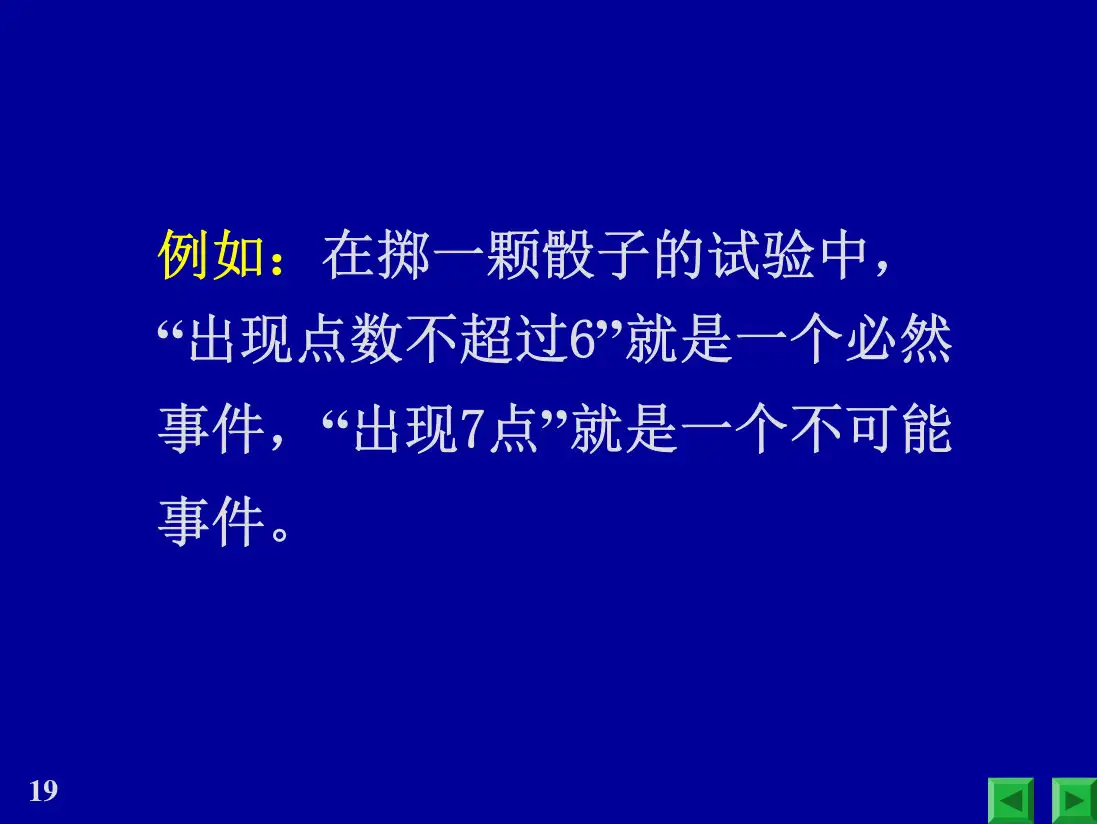 例如：在掷一颗骰子的试验中，
“出现点数不超过6”就是一个必然
事件，“出现7点”就是一个不可能
事件。
19